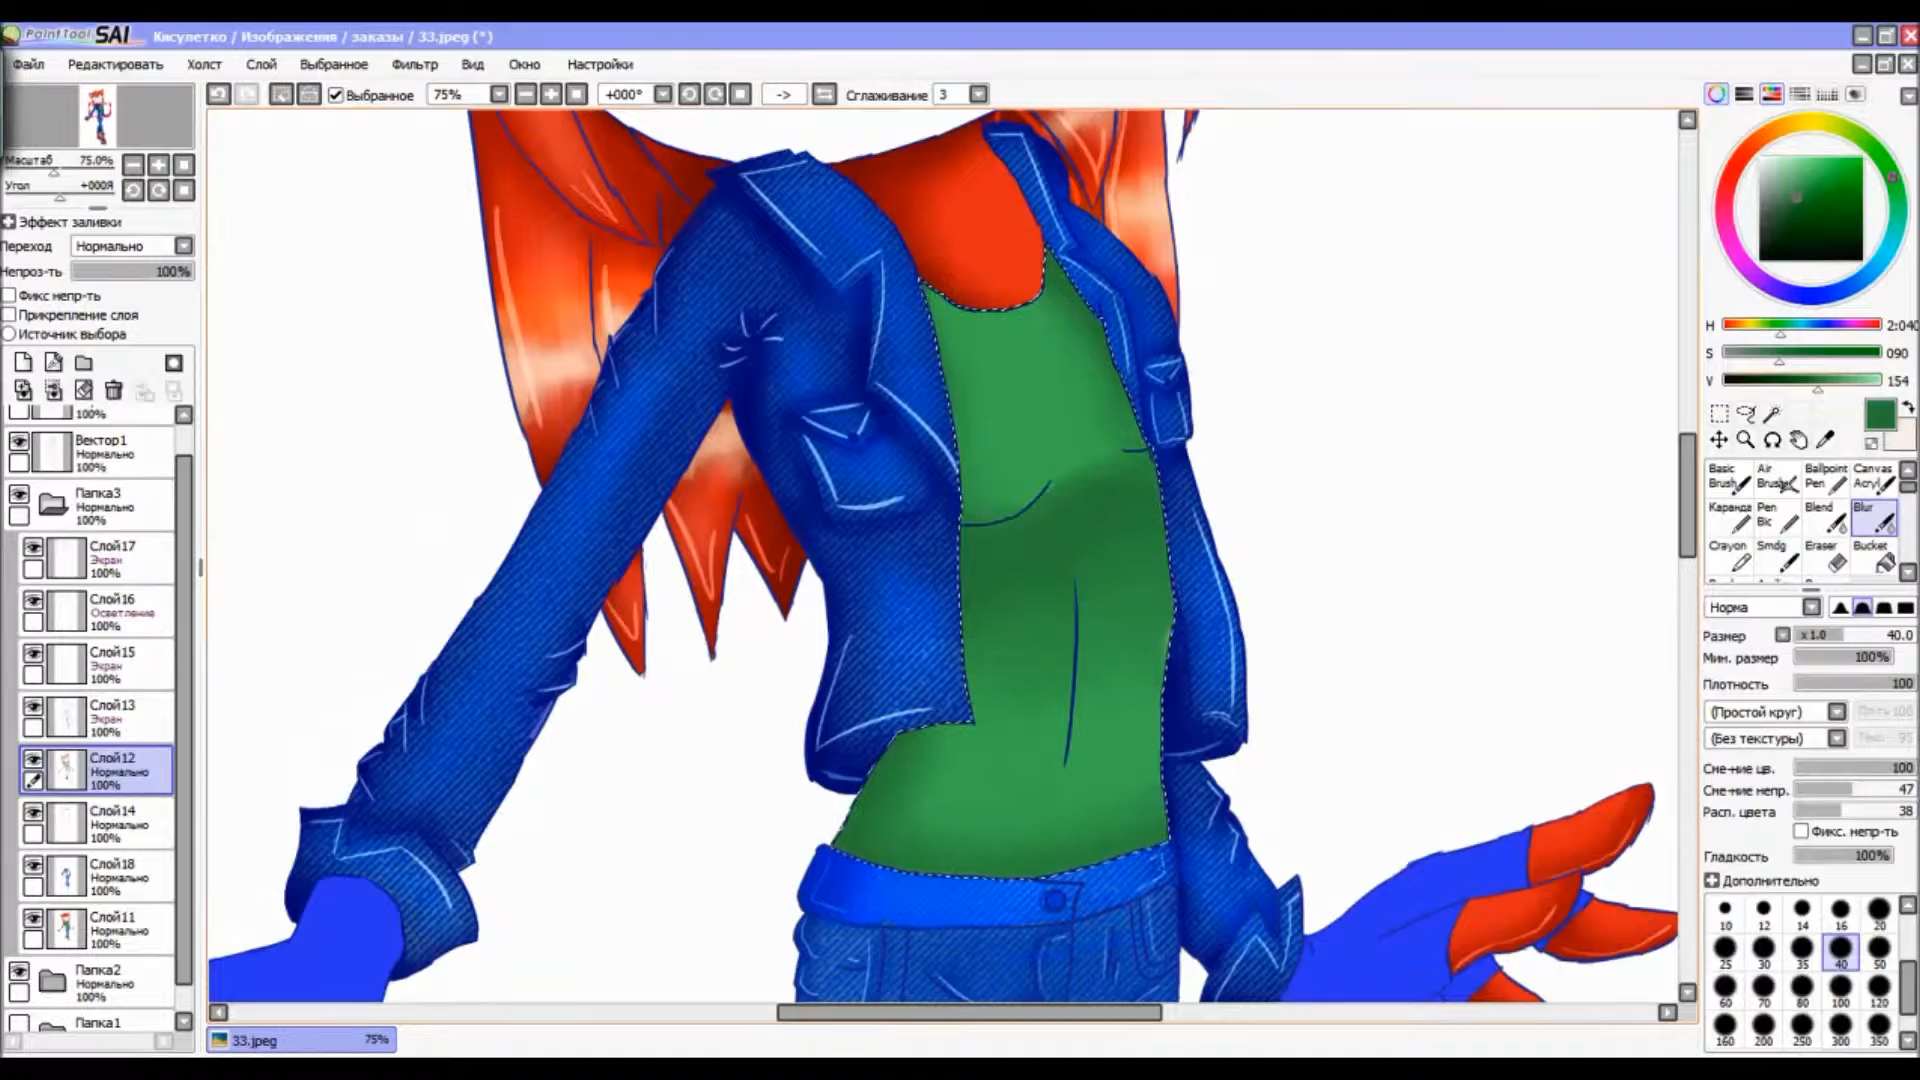 PaintTool SAI Кисулетко / Изображения / заказы / 33.jpeg (*)
Файл Редактировать Холст Слой Выбранное Фильтр Вид Окно Настройки
Выбранное 75% +000° -> Сглаживание 3
Масштаб 75.0%
Угол +000Я
Эффект заливки
Переход Нормально
Непроз-ть 100%
Фикс непр-ть
Прикрепление слоя
Источник выбора
100%
Вектор1
Нормально
100%
Папка3
Нормально
100%
Слой17
Экран
100%
Слой16
Осветление
100%
Слой15
Экран
100%
Слой13
Экран
100%
Слой12
Нормально
100%
Слой14
Нормально
100%
Слой18
Нормально
100%
Слой11
Нормально
100%
Папка2
Нормально
100%
Папка1
33.jpeg 75%
H 2:040
S 090
V 154
Basic Brush Air Brush Ballpoint Pen Canvas Acryl
Каранда Pen Bic Blend Blur
Crayon Smdg Eraser Bucket
Норма
Размер x 1.0 40.0
Мин. размер 100%
Плотность 100
(Простой круг)
(Без текстуры) 95
Сме-ние цв. 100
Сме-ние непр. 47
Расп. цвета 38
Фикс. непр-ть
Гладкость 100%
Дополнительно
10 12 14 16 20
25 30 35 40 50
60 70 80 100 120
160 200 250 300 350